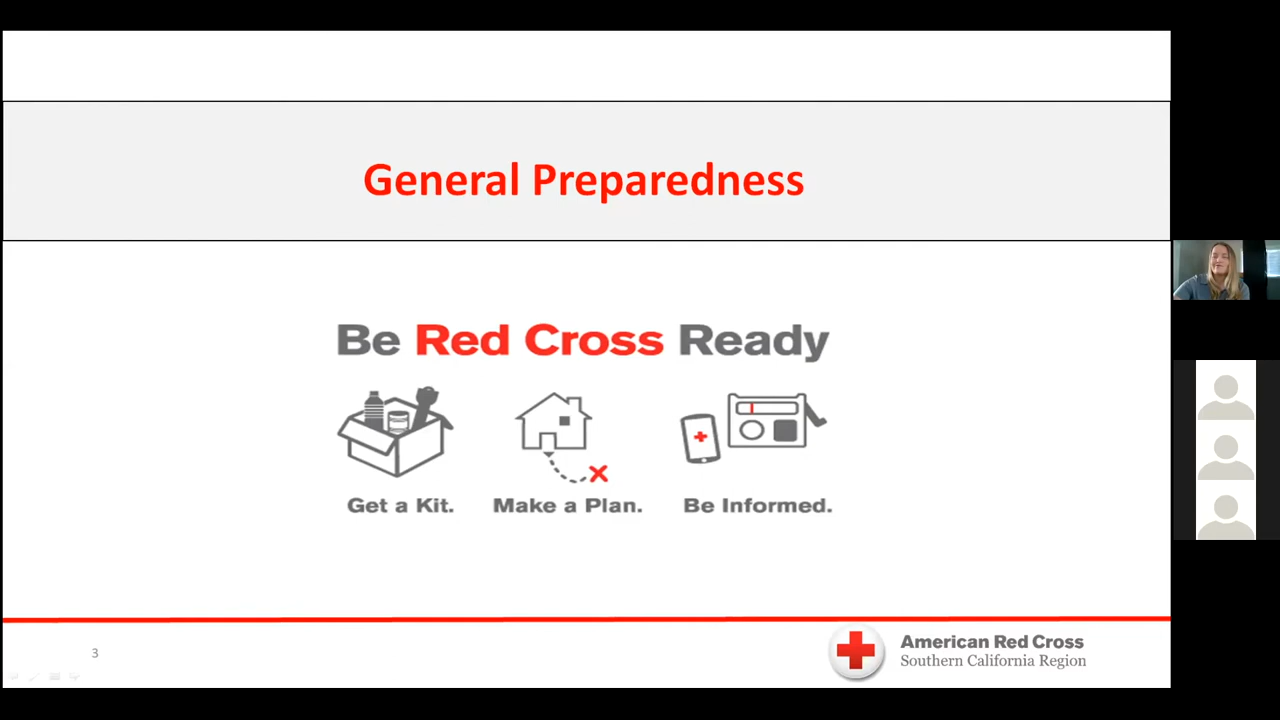 General Preparedness
Be Red Cross Ready
Get a Kit.
Make a Plan.
Be Informed.
3
American Red Cross
Southern California Region